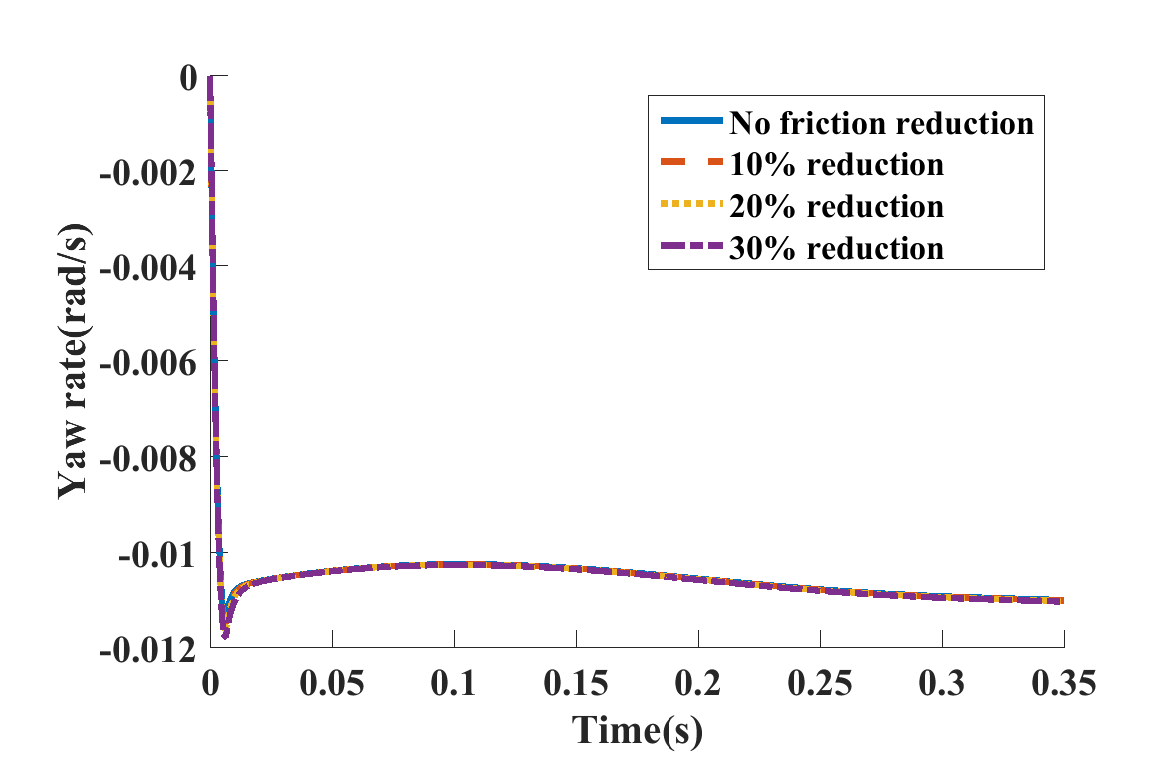 0
-0.002
-0.004
-0.006
-0.008
-0.01
-0.012
Yaw rate(rad/s)
No friction reduction
10% reduction
20% reduction
30% reduction
0 0.05 0.1 0.15 0.2 0.25 0.3 0.35
Time(s)